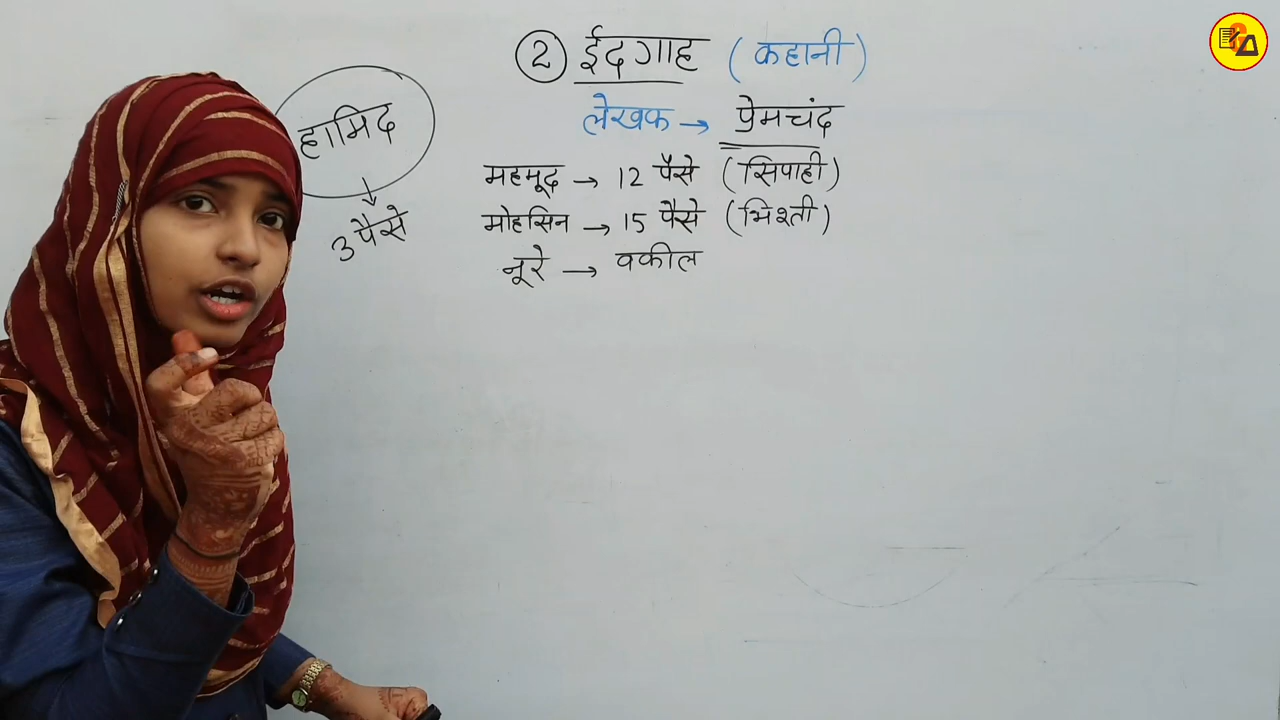 ② ईदगाह (कहानी)
लेखक → प्रेमचंद
हामिद
↓
3 पैसे
महमूद → 12 पैसे (सिपाही)
मोहसिन → 15 पैसे (भिश्ती)
नूरे → वकील